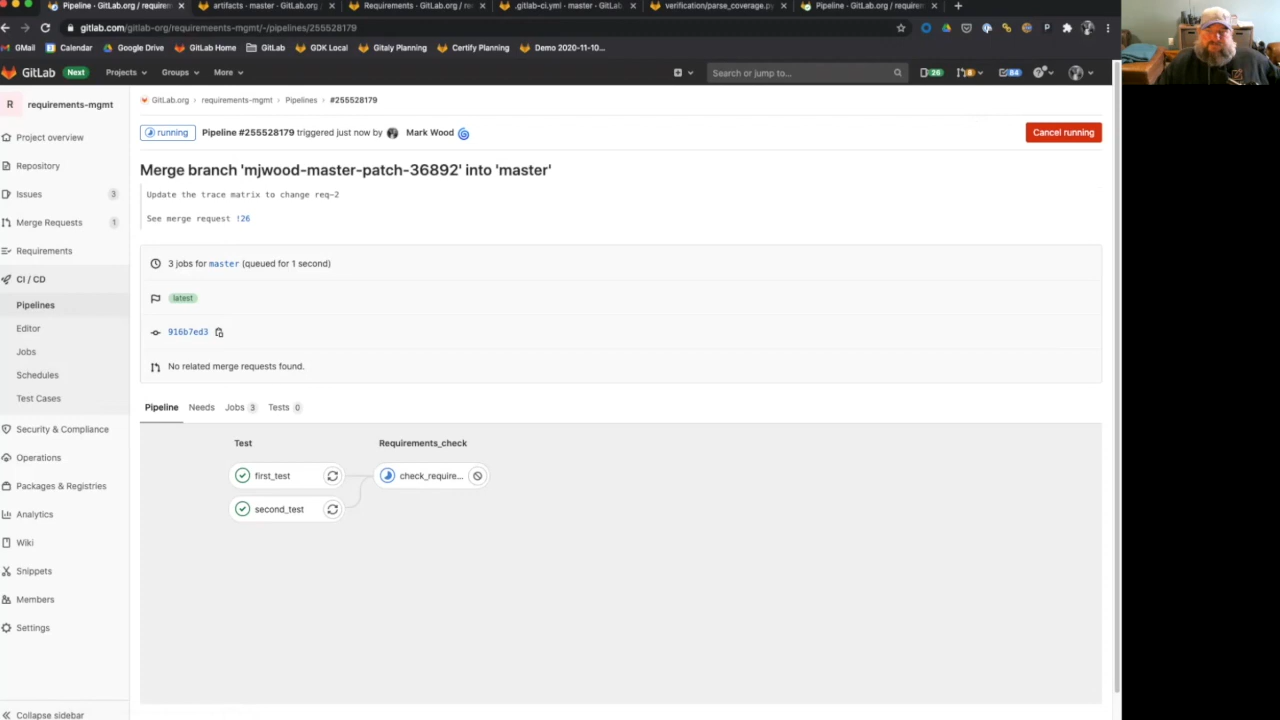 Pipeline · GitLab.org / requirem
artifacts · master · GitLab.org
Requirements · GitLab.org / rec
.gitlab-ci.yml · master · GitLab
verification/parse_coverage.py
Pipeline · GitLab.org / requirem
gitlab.com/gitlab-org/requirements-mgmt/-/pipelines/255528179
GMail
Calendar
Google Drive
GitLab Home
GitLab
GDK Local
Gitaly Planning
Certify Planning
Demo 2020-11-10...
GitLab Next Projects Groups More Search or jump to... 26 8 84
R requirements-mgmt
GitLab.org › requirements-mgmt › Pipelines › #255528179
running Pipeline #255528179 triggered just now by Mark Wood Cancel running
Project overview
Repository
Issues 3
Merge Requests 1
Requirements
CI / CD
Pipelines
Editor
Jobs
Schedules
Test Cases
Security & Compliance
Operations
Packages & Registries
Analytics
Wiki
Snippets
Members
Settings
Collapse sidebar
Merge branch 'mjwood-master-patch-36892' into 'master'
Update the trace matrix to change req-2
See merge request !26
3 jobs for master (queued for 1 second)
latest
916b7ed3
No related merge requests found.
Pipeline Needs Jobs 3 Tests 0
Test Requirements_check
first_test check_require...
second_test